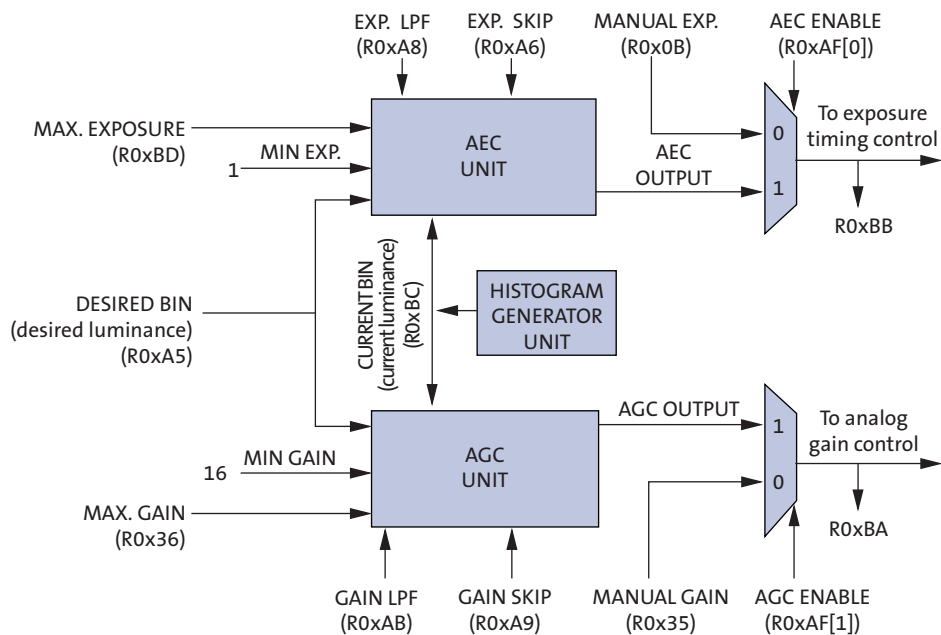 EXP. LPF
(R0xA8)
EXP. SKIP
(R0xA6)
MANUAL EXP.
(R0x0B)
AEC ENABLE
(R0xAF[0])
MAX. EXPOSURE
(R0xBD)
1
MIN EXP.
AEC
UNIT
AEC
OUTPUT
0
1
To exposure
timing control
R0xBB
DESIRED BIN
(desired luminance)
(R0xA5)
CURRENT BIN
(current luminance)
(R0xBC)
HISTOGRAM
GENERATOR
UNIT
AGC OUTPUT
1
0
To analog
gain control
R0xBA
16
MIN GAIN
AGC
UNIT
MAX. GAIN
(R0x36)
GAIN LPF
(R0xAB)
GAIN SKIP
(R0xA9)
MANUAL GAIN
(R0x35)
AGC ENABLE
(R0xAF[1])